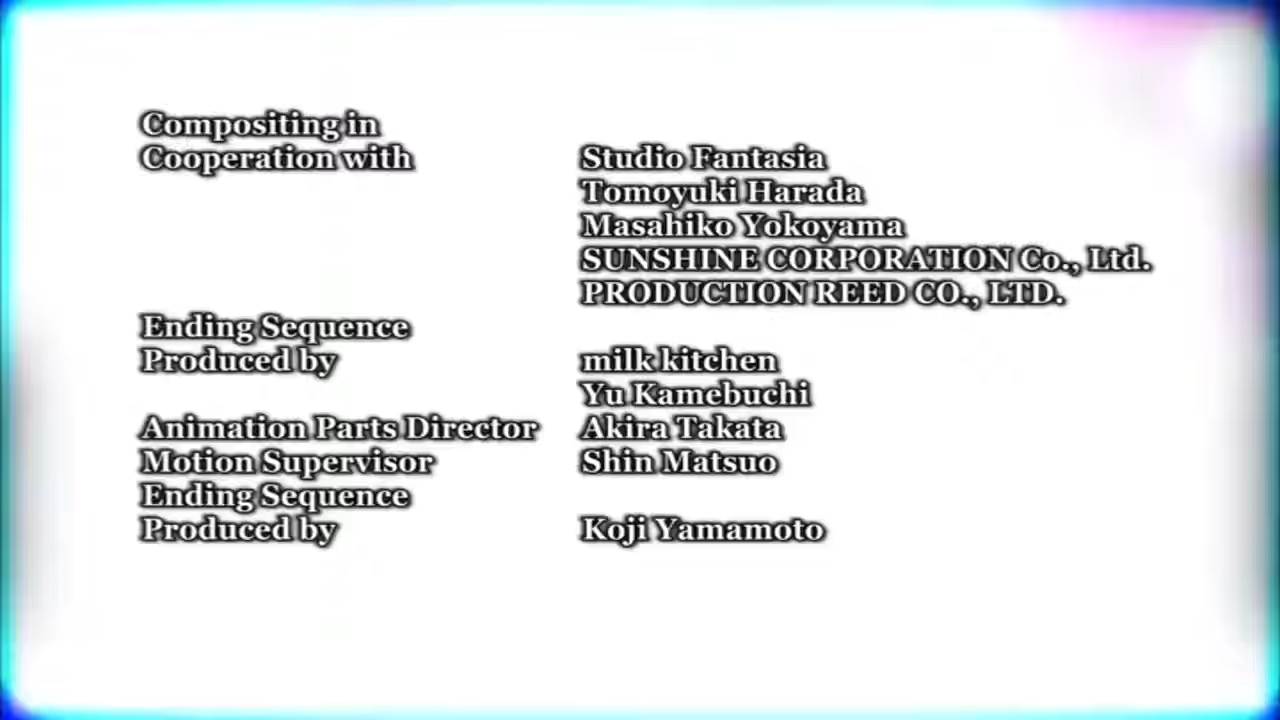 Compositing in
Cooperation with Studio Fantasia
Tomoyuki Harada
Masahiko Yokoyama
SUNSHINE CORPORATION Co., Ltd.
PRODUCTION REED CO., LTD.
Ending Sequence
Produced by milk kitchen
Yu Kamebuchi
Animation Parts Director Akira Takata
Motion Supervisor Shin Matsuo
Ending Sequence
Produced by Koji Yamamoto